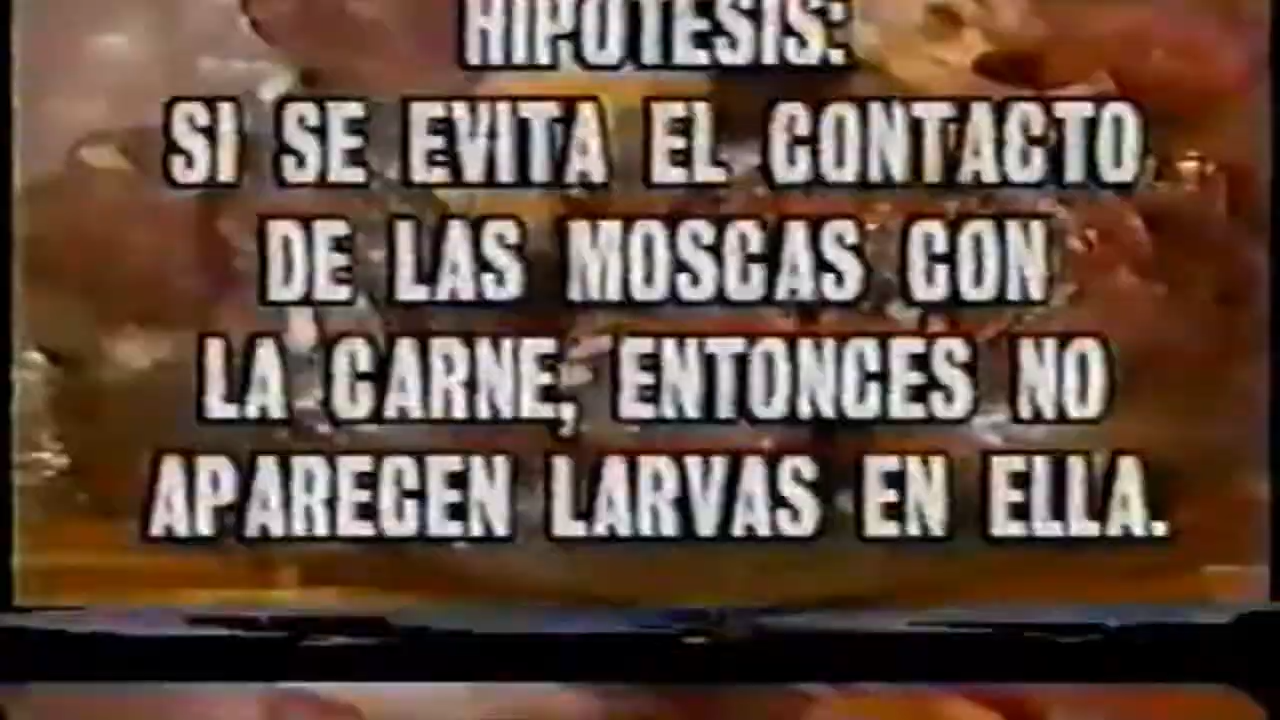 HIPOTESIS:
SI SE EVITA EL CONTACTO
DE LAS MOSCAS CON
LA CARNE, ENTONCES NO
APARECEN LARVAS EN ELLA.